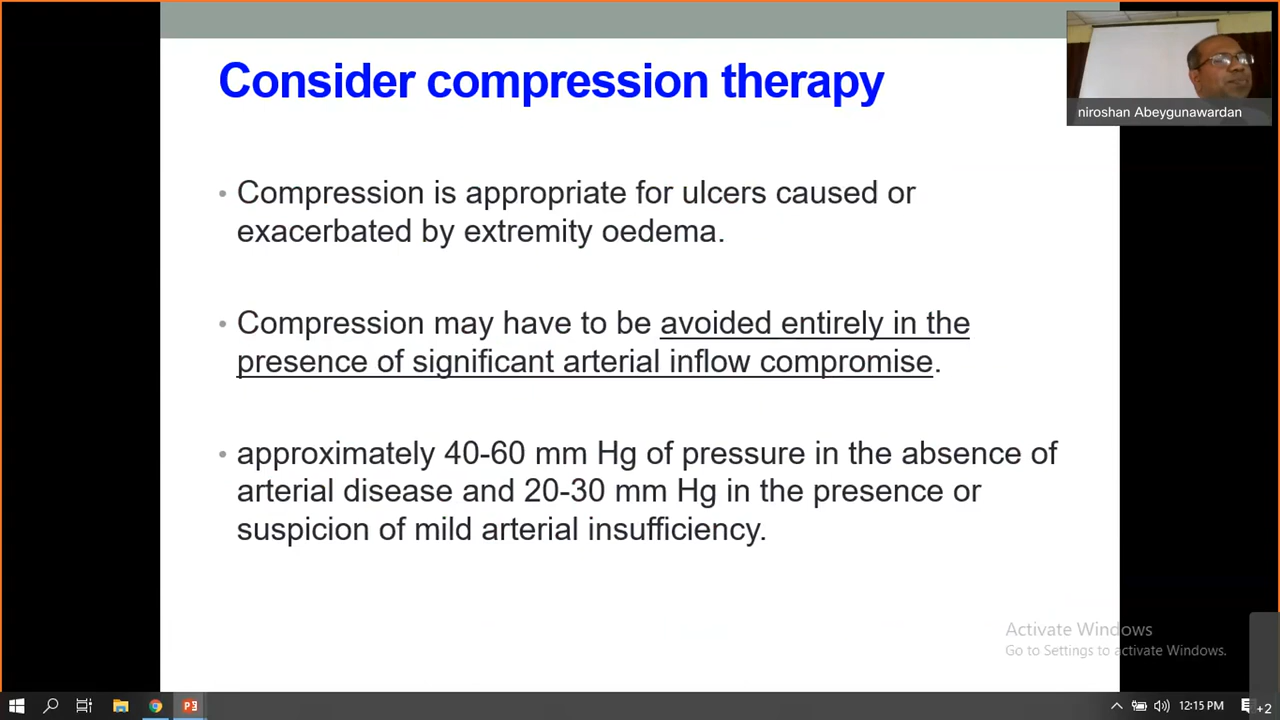 Consider compression therapy
niroshan Abeygunawardan
• Compression is appropriate for ulcers caused or
exacerbated by extremity oedema.
• Compression may have to be avoided entirely in the
presence of significant arterial inflow compromise.
• approximately 40-60 mm Hg of pressure in the absence of
arterial disease and 20-30 mm Hg in the presence or
suspicion of mild arterial insufficiency.
Activate Windows
Go to Settings to activate Windows.
12:15 PM
+2